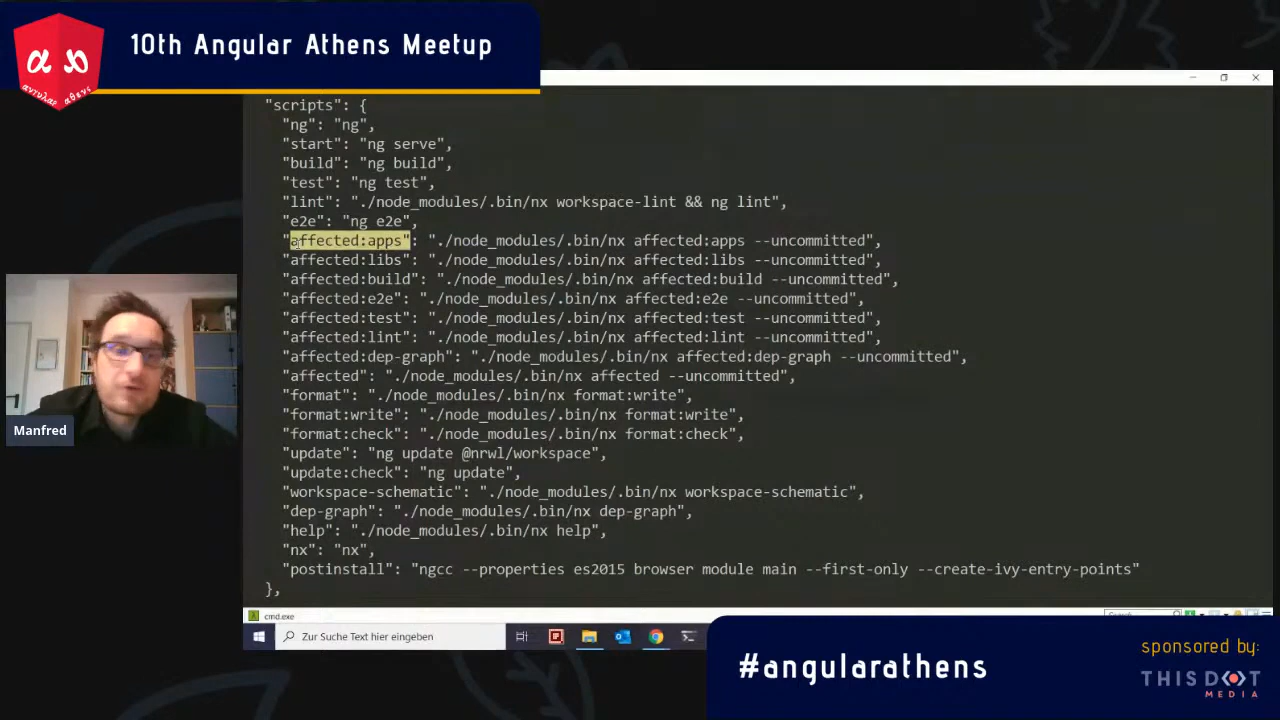 10th Angular Athens Meetup
αγγυλαρ αθενς
"scripts": {
"ng": "ng",
"start": "ng serve",
"build": "ng build",
"test": "ng test",
"lint": "./node_modules/.bin/nx workspace-lint && ng lint",
"e2e": "ng e2e",
"affected:apps": "./node_modules/.bin/nx affected:apps --uncommitted",
"affected:libs": "./node_modules/.bin/nx affected:libs --uncommitted",
"affected:build": "./node_modules/.bin/nx affected:build --uncommitted",
"affected:e2e": "./node_modules/.bin/nx affected:e2e --uncommitted",
"affected:test": "./node_modules/.bin/nx affected:test --uncommitted",
"affected:lint": "./node_modules/.bin/nx affected:lint --uncommitted",
"affected:dep-graph": "./node_modules/.bin/nx affected:dep-graph --uncommitted",
"affected": "./node_modules/.bin/nx affected --uncommitted",
"format": "./node_modules/.bin/nx format:write",
"format:write": "./node_modules/.bin/nx format:write",
"format:check": "./node_modules/.bin/nx format:check",
"update": "ng update @nrwl/workspace",
"update:check": "ng update",
"workspace-schematic": "./node_modules/.bin/nx workspace-schematic",
"dep-graph": "./node_modules/.bin/nx dep-graph",
"help": "./node_modules/.bin/nx help",
"nx": "nx",
"postinstall": "ngcc --properties es2015 browser module main --first-only --create-ivy-entry-points"
},
Manfred
cmd.exe
Zur Suche Text hier eingeben
#angularathens
sponsored by:
THIS DOT
MEDIA